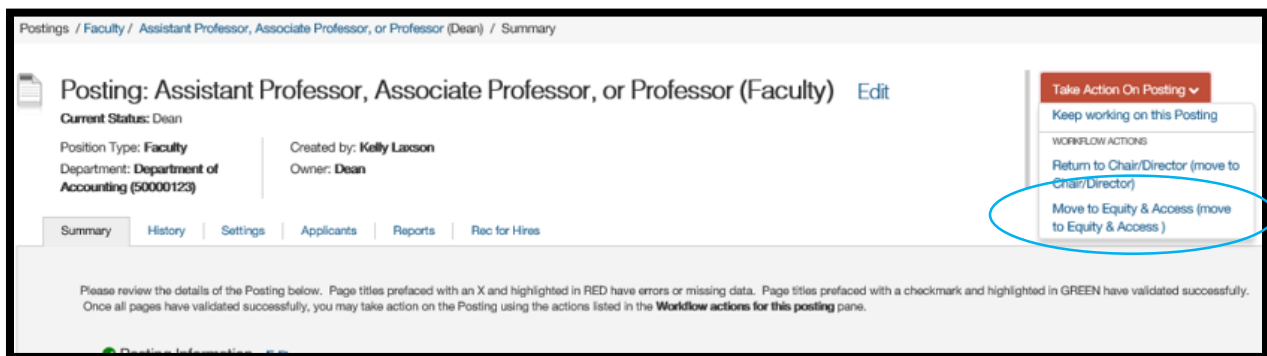 Postings / Faculty / Assistant Professor, Associate Professor, or Professor (Dean) / Summary
Posting: Assistant Professor, Associate Professor, or Professor (Faculty) Edit
Current Status: Dean
Position Type: Faculty
Department: Department of
Accounting (50000123)
Created by: Kelly Laxson
Owner: Dean
Take Action On Posting
Keep working on this Posting
WORKFLOW ACTIONS
Return to Chair/Director (move to
Chair/Director)
Move to Equity & Access (move
to Equity & Access )
Summary History Settings Applicants Reports Rec for Hires
Please review the details of the Posting below. Page titles prefaced with an X and highlighted in RED have errors or missing data. Page titles prefaced with a checkmark and highlighted in GREEN have validated successfully.
Once all pages have validated successfully, you may take action on the Posting using the actions listed in the Workflow actions for this posting pane.
Posting Information Edit